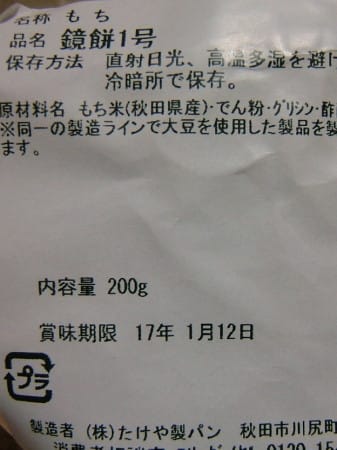 名称 もち
品名 鏡餅1号
保存方法 直射日光、高温多湿を避け
冷暗所で保存。
原材料名 もち米(秋田県産)・でん粉・グリシン・酢
※同一の製造ラインで大豆を使用した製品を製
ます。
内容量 200g
賞味期限 17年 1月12日
プラ
製造者 (株)たけや製パン 秋田市川尻町